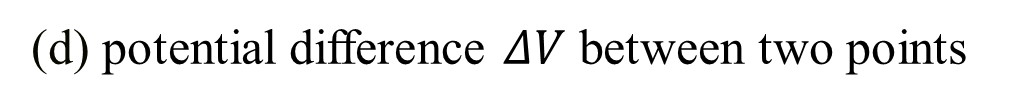 (d) potential difference ΔV between two points